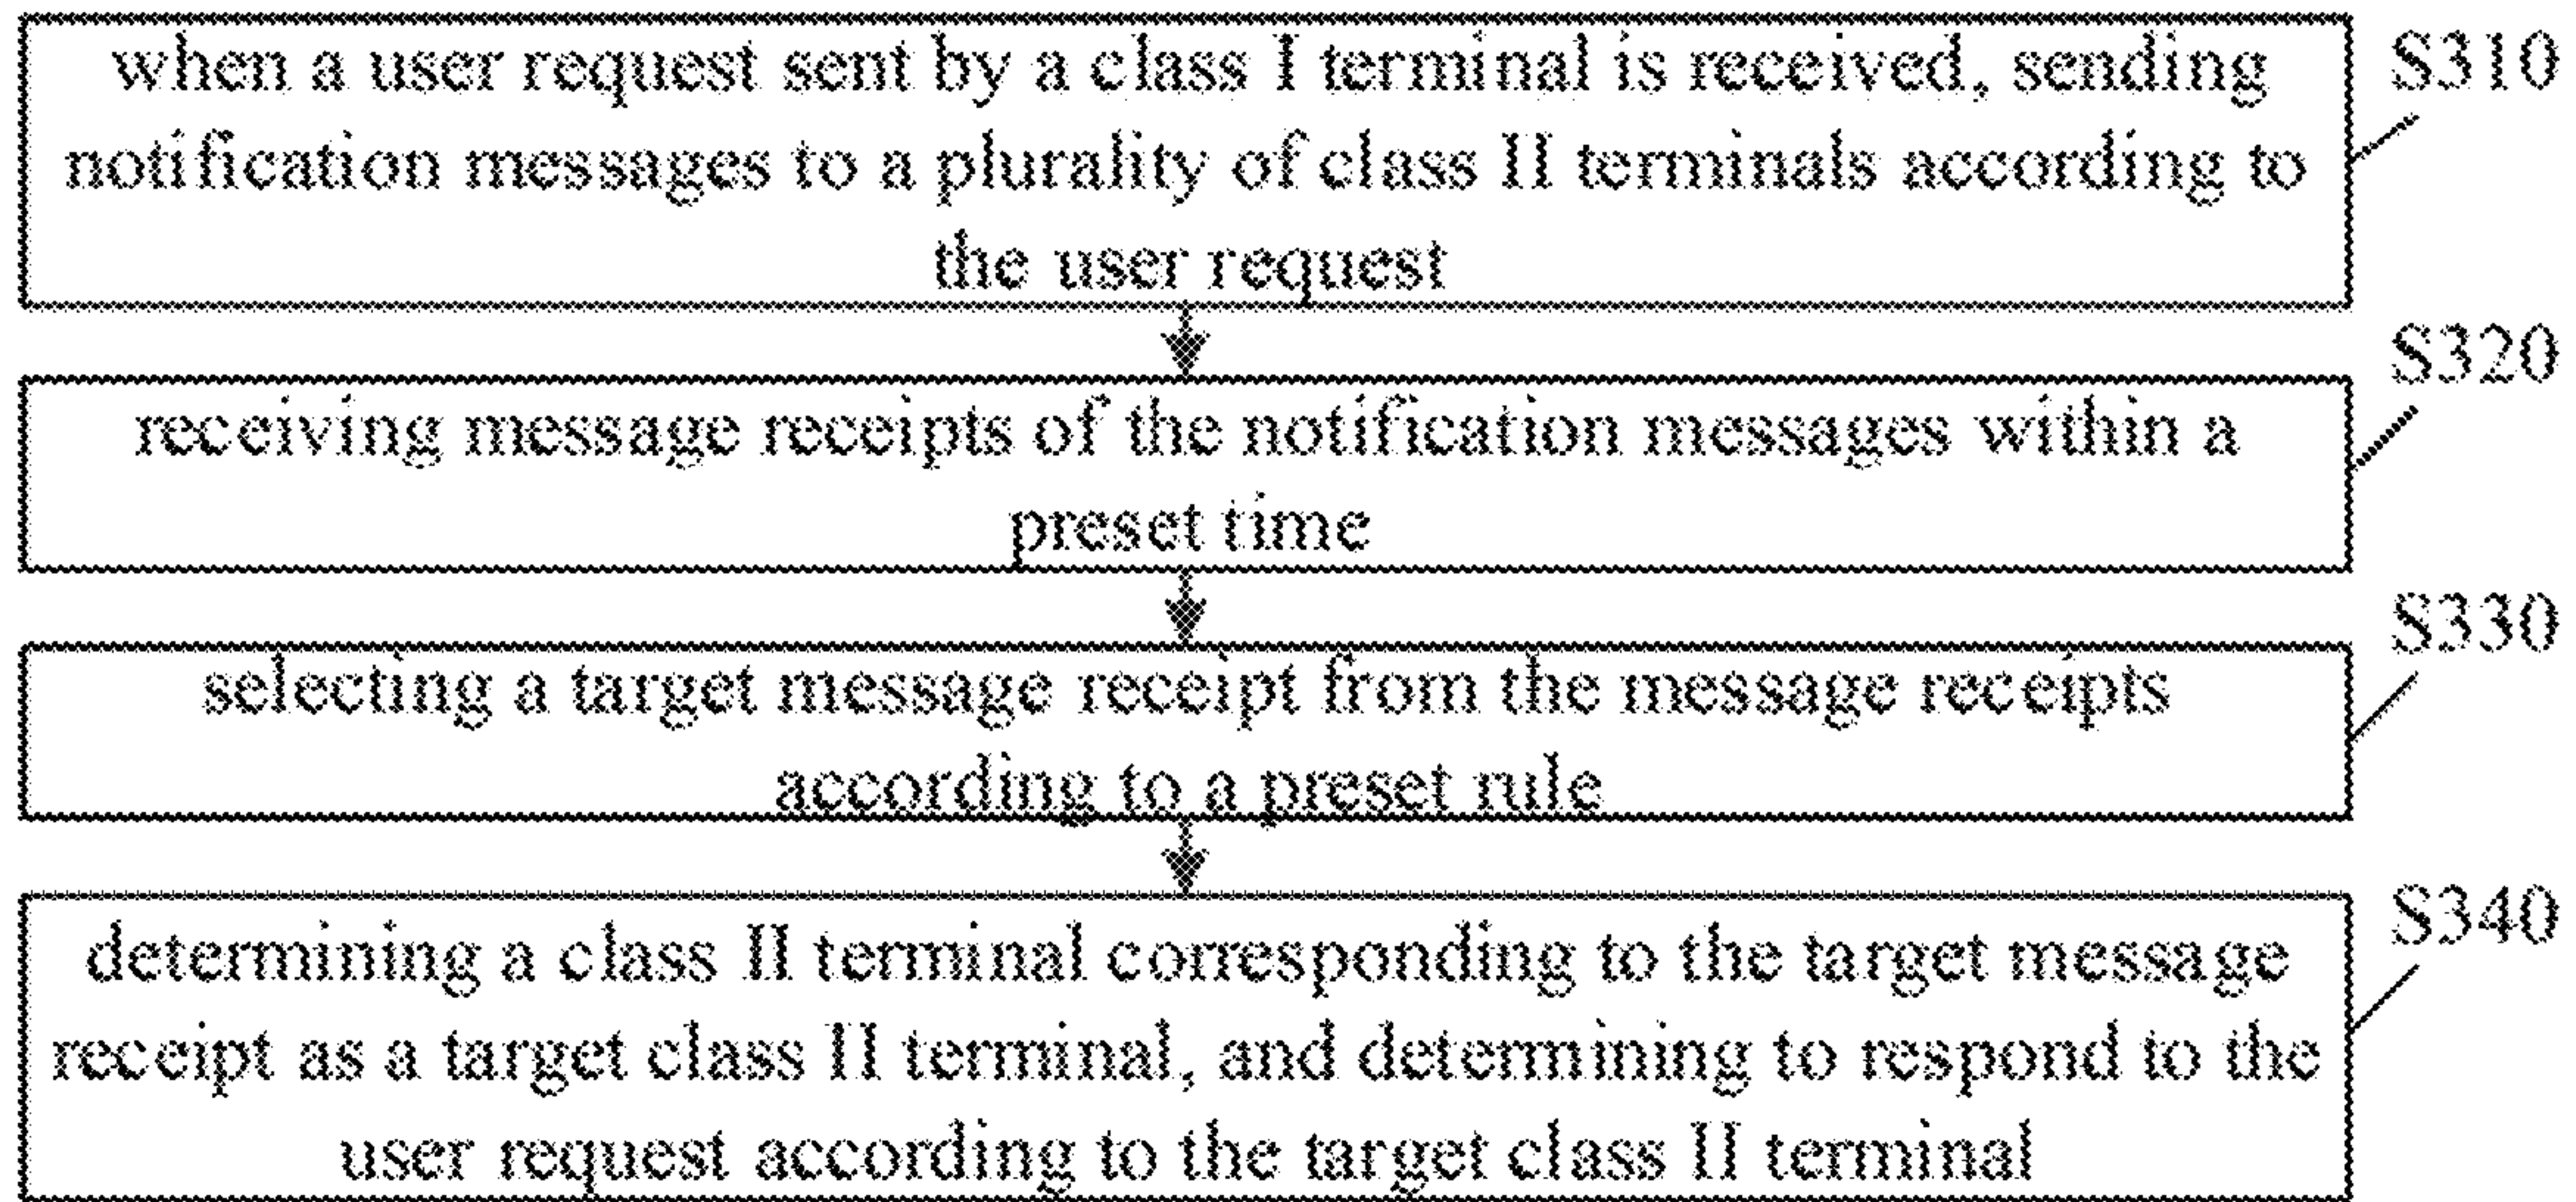 when a user request sent by a class I terminal is received, sending
notification messages to a plurality of class II terminals according to
the user request
S310
receiving message receipts of the notification messages within a
preset time
S320
selecting a target message receipt from the message receipts
according to a preset rule
S330
determining a class II terminal corresponding to the target message
receipt as a target class II terminal, and determining to respond to the
user request according to the target class II terminal
S340